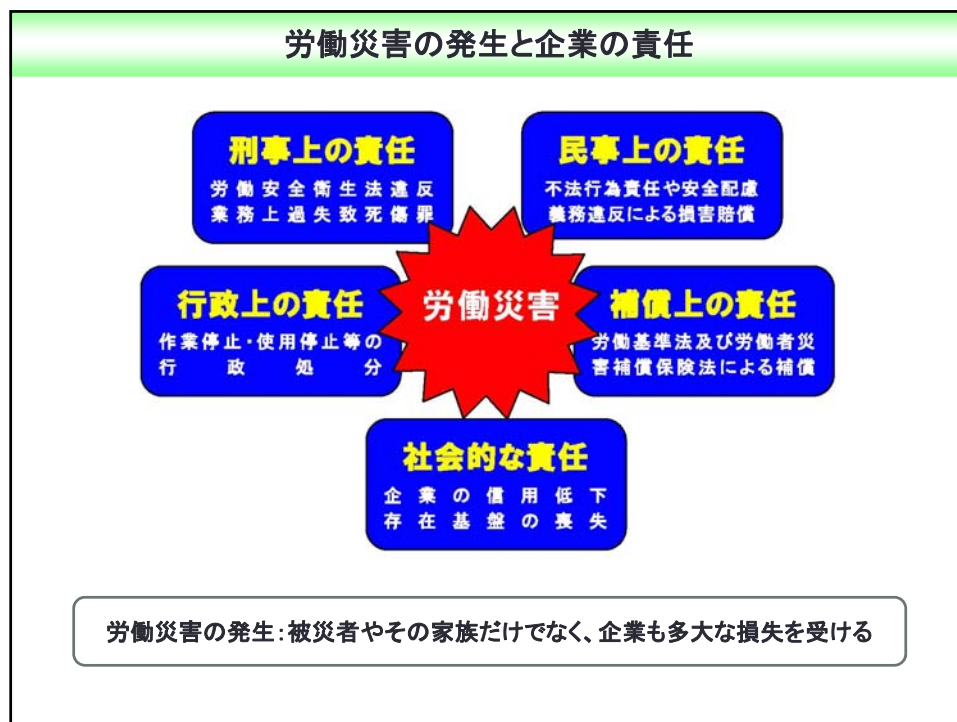 労働災害の発生と企業の責任
刑事上の責任
労働安全衛生法違反
業務上過失致死傷罪
民事上の責任
不法行為責任や安全配慮
義務違反による損害賠償
行政上の責任
作業停止・使用停止等の
行政処分
労働災害
補償上の責任
労働基準法及び労働者災
害補償保険法による補償
社会的な責任
企業の信用低下
存在基盤の喪失
労働災害の発生：被災者やその家族だけでなく、企業も多大な損失を受ける